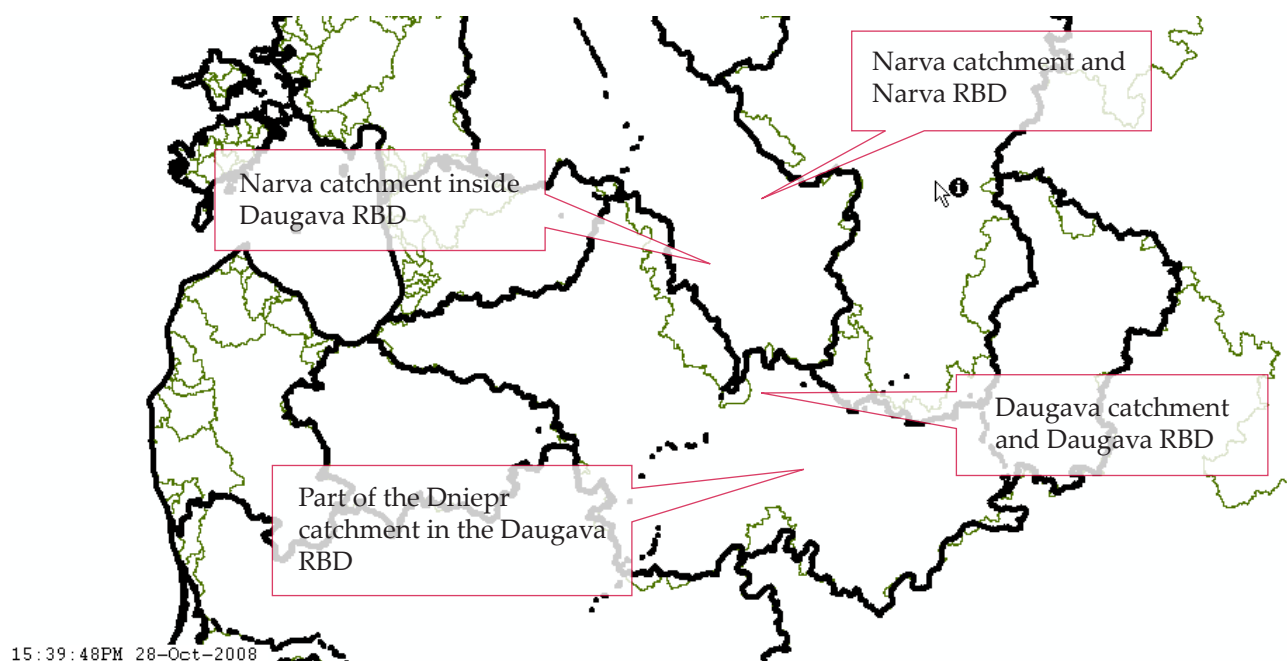 Narva catchment and
Narva RBD
Narva catchment inside
Daugava RBD
Daugava catchment
and Daugava RBD
Part of the Dniepr
catchment in the Daugava
RBD
15:39:48PM 28-Oct-2008